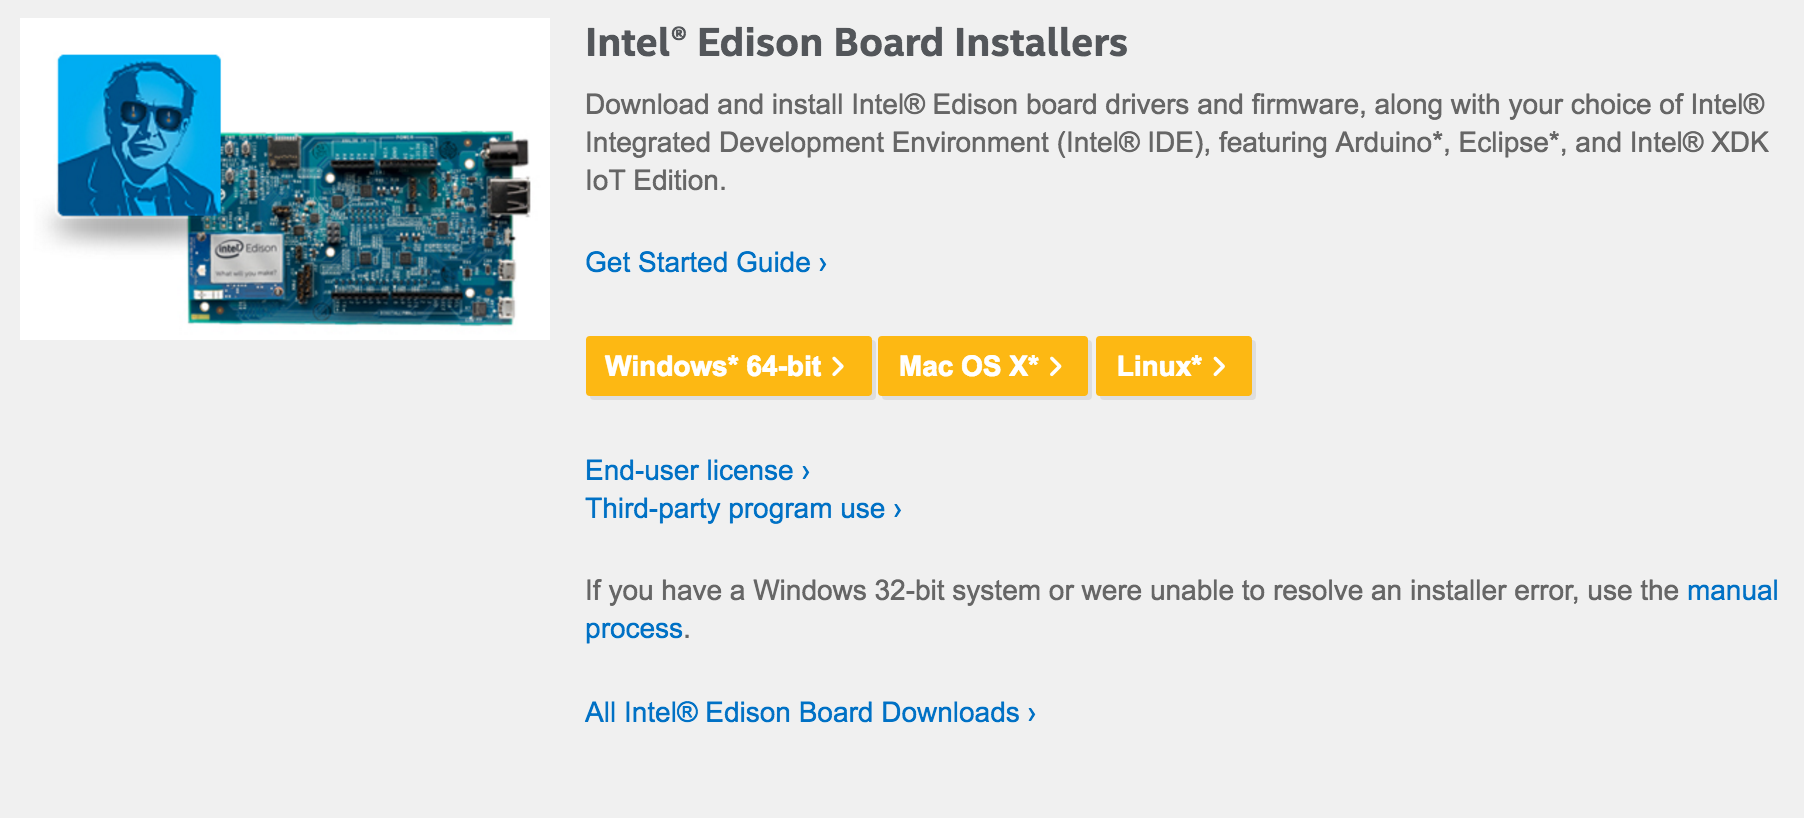 Intel® Edison Board Installers
Download and install Intel® Edison board drivers and firmware, along with your choice of Intel®
Integrated Development Environment (Intel® IDE), featuring Arduino*, Eclipse*, and Intel® XDK
IoT Edition.
Get Started Guide ›
Windows* 64-bit >
Mac OS X* >
Linux* >
End-user license ›
Third-party program use ›
If you have a Windows 32-bit system or were unable to resolve an installer error, use the manual
process.
All Intel® Edison Board Downloads ›
intel Edison
What will you make?